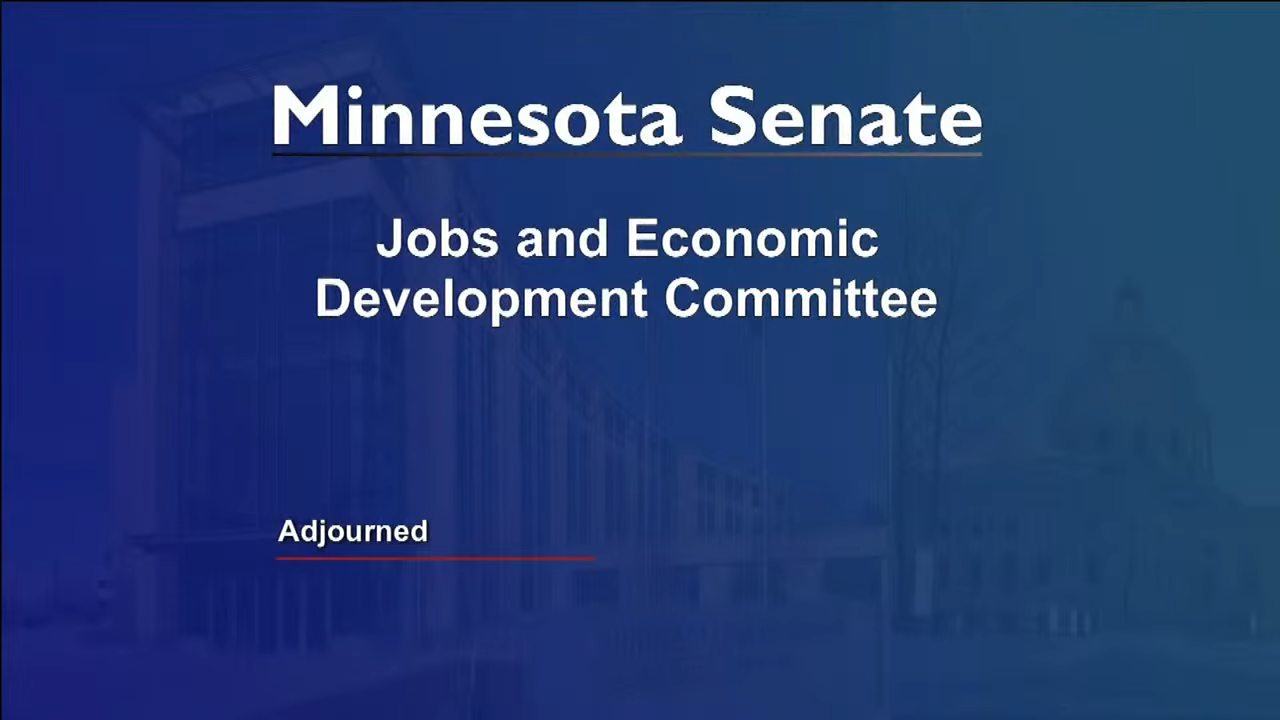 Minnesota Senate
Jobs and Economic
Development Committee
Adjourned